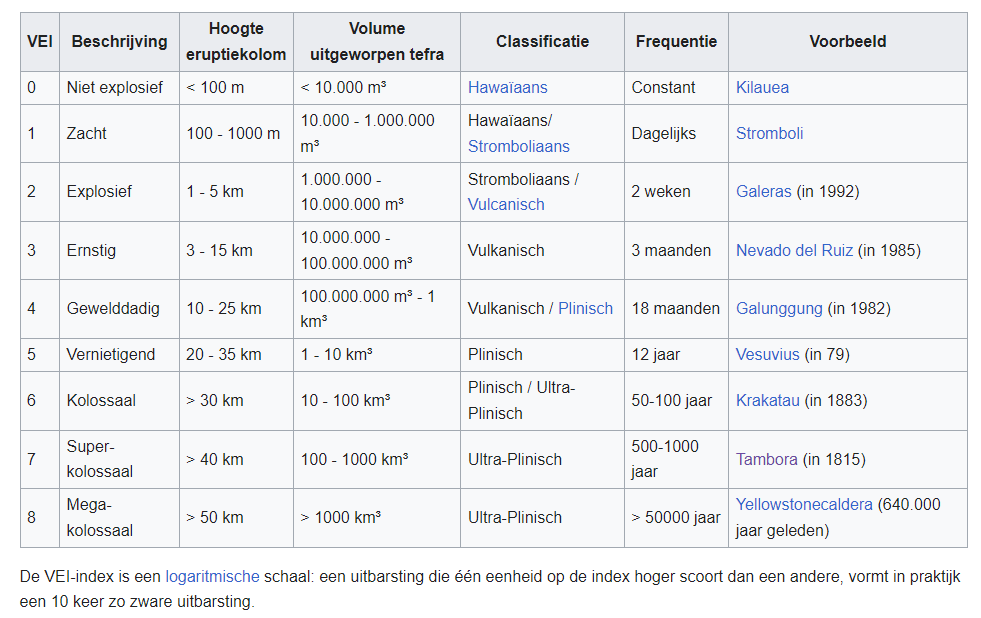 VEI Beschrijving Hoogte eruptiekolom Volume uitgeworpen tefra Classificatie Frequentie Voorbeeld
0 Niet explosief < 100 m < 10.000 m³ Hawaïaans Constant Kilauea
1 Zacht 100 - 1000 m 10.000 - 1.000.000 m³ Hawaïaans/ Stromboliaans Dagelijks Stromboli
2 Explosief 1 - 5 km 1.000.000 - 10.000.000 m³ Stromboliaans / Vulcanisch 2 weken Galeras (in 1992)
3 Ernstig 3 - 15 km 10.000.000 - 100.000.000 m³ Vulkanisch 3 maanden Nevado del Ruiz (in 1985)
4 Gewelddadig 10 - 25 km 100.000.000 m³ - 1 km³ Vulkanisch / Plinisch 18 maanden Galunggung (in 1982)
5 Vernietigend 20 - 35 km 1 - 10 km³ Plinisch 12 jaar Vesuvius (in 79)
6 Kolossaal > 30 km 10 - 100 km³ Plinisch / Ultra-Plinisch 50-100 jaar Krakatau (in 1883)
7 Super-kolossaal > 40 km 100 - 1000 km³ Ultra-Plinisch 500-1000 jaar Tambora (in 1815)
8 Mega-kolossaal > 50 km > 1000 km³ Ultra-Plinisch > 50000 jaar Yellowstonecaldera (640.000 jaar geleden)
De VEI-index is een logaritmische schaal: een uitbarsting die één eenheid op de index hoger scoort dan een andere, vormt in praktijk
een 10 keer zo zware uitbarsting.